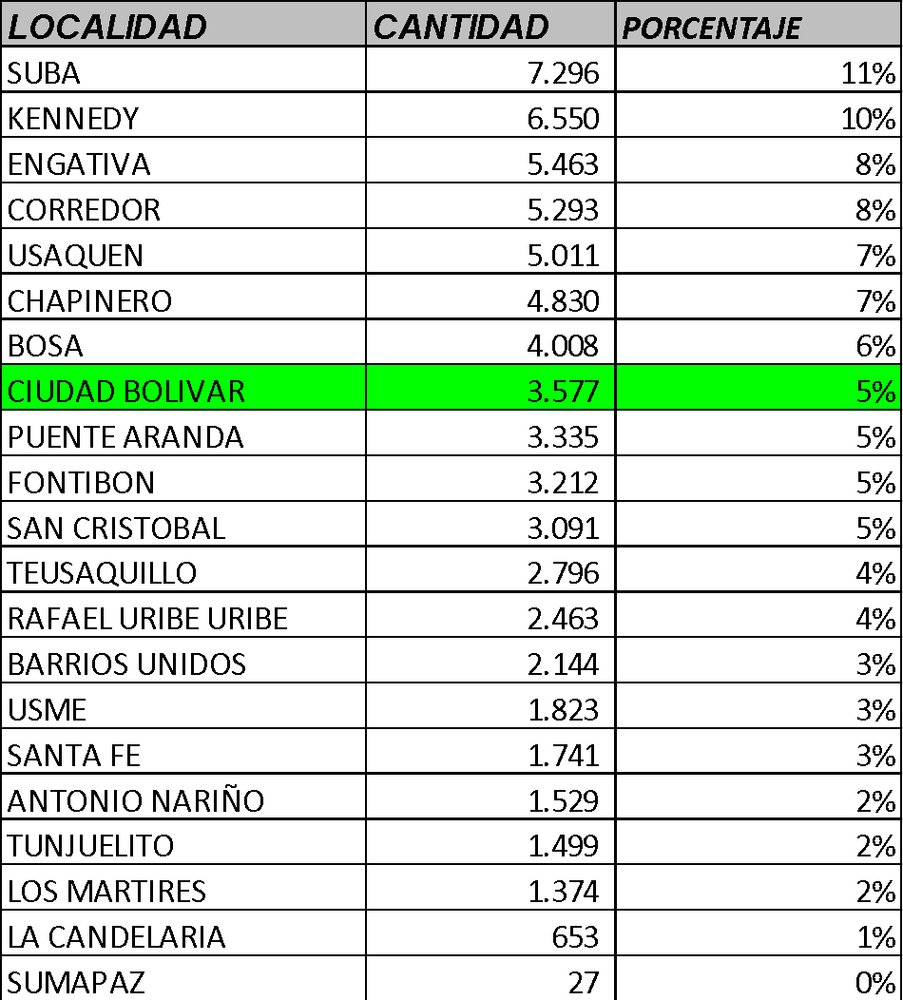 LOCALIDAD CANTIDAD PORCENTAJE
SUBA 7.296 11%
KENNEDY 6.550 10%
ENGATIVA 5.463 8%
CORREDOR 5.293 8%
USAQUEN 5.011 7%
CHAPINERO 4.830 7%
BOSA 4.008 6%
CIUDAD BOLIVAR 3.577 5%
PUENTE ARANDA 3.335 5%
FONTIBON 3.212 5%
SAN CRISTOBAL 3.091 5%
TEUSAQUILLO 2.796 4%
RAFAEL URIBE URIBE 2.463 4%
BARRIOS UNIDOS 2.144 3%
USME 1.823 3%
SANTA FE 1.741 3%
ANTONIO NARIÑO 1.529 2%
TUNJUELITO 1.499 2%
LOS MARTIRES 1.374 2%
LA CANDELARIA 653 1%
SUMAPAZ 27 0%